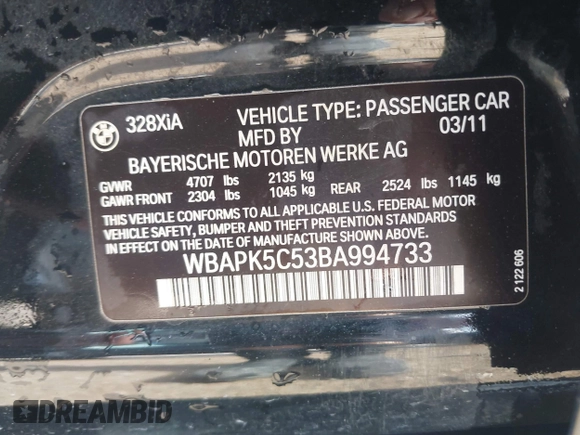 328XiA VEHICLE TYPE: PASSENGER CAR
MFD BY 03/11
BAYERISCHE MOTOREN WERKE AG
GVWR 4707 lbs 2135 kg
GAWR FRONT 2304 lbs 1045 kg REAR 2524 lbs 1145 kg
THIS VEHICLE CONFORMS TO ALL APPLICABLE U.S. FEDERAL MOTOR
VEHICLE SAFETY, BUMPER AND THEFT PREVENTION STANDARDS
IN EFFECT ON THE DATE OF MANUFACTURE SHOWN ABOVE.
WBAPK5C53BA994733
2 122 606
DREAMBID